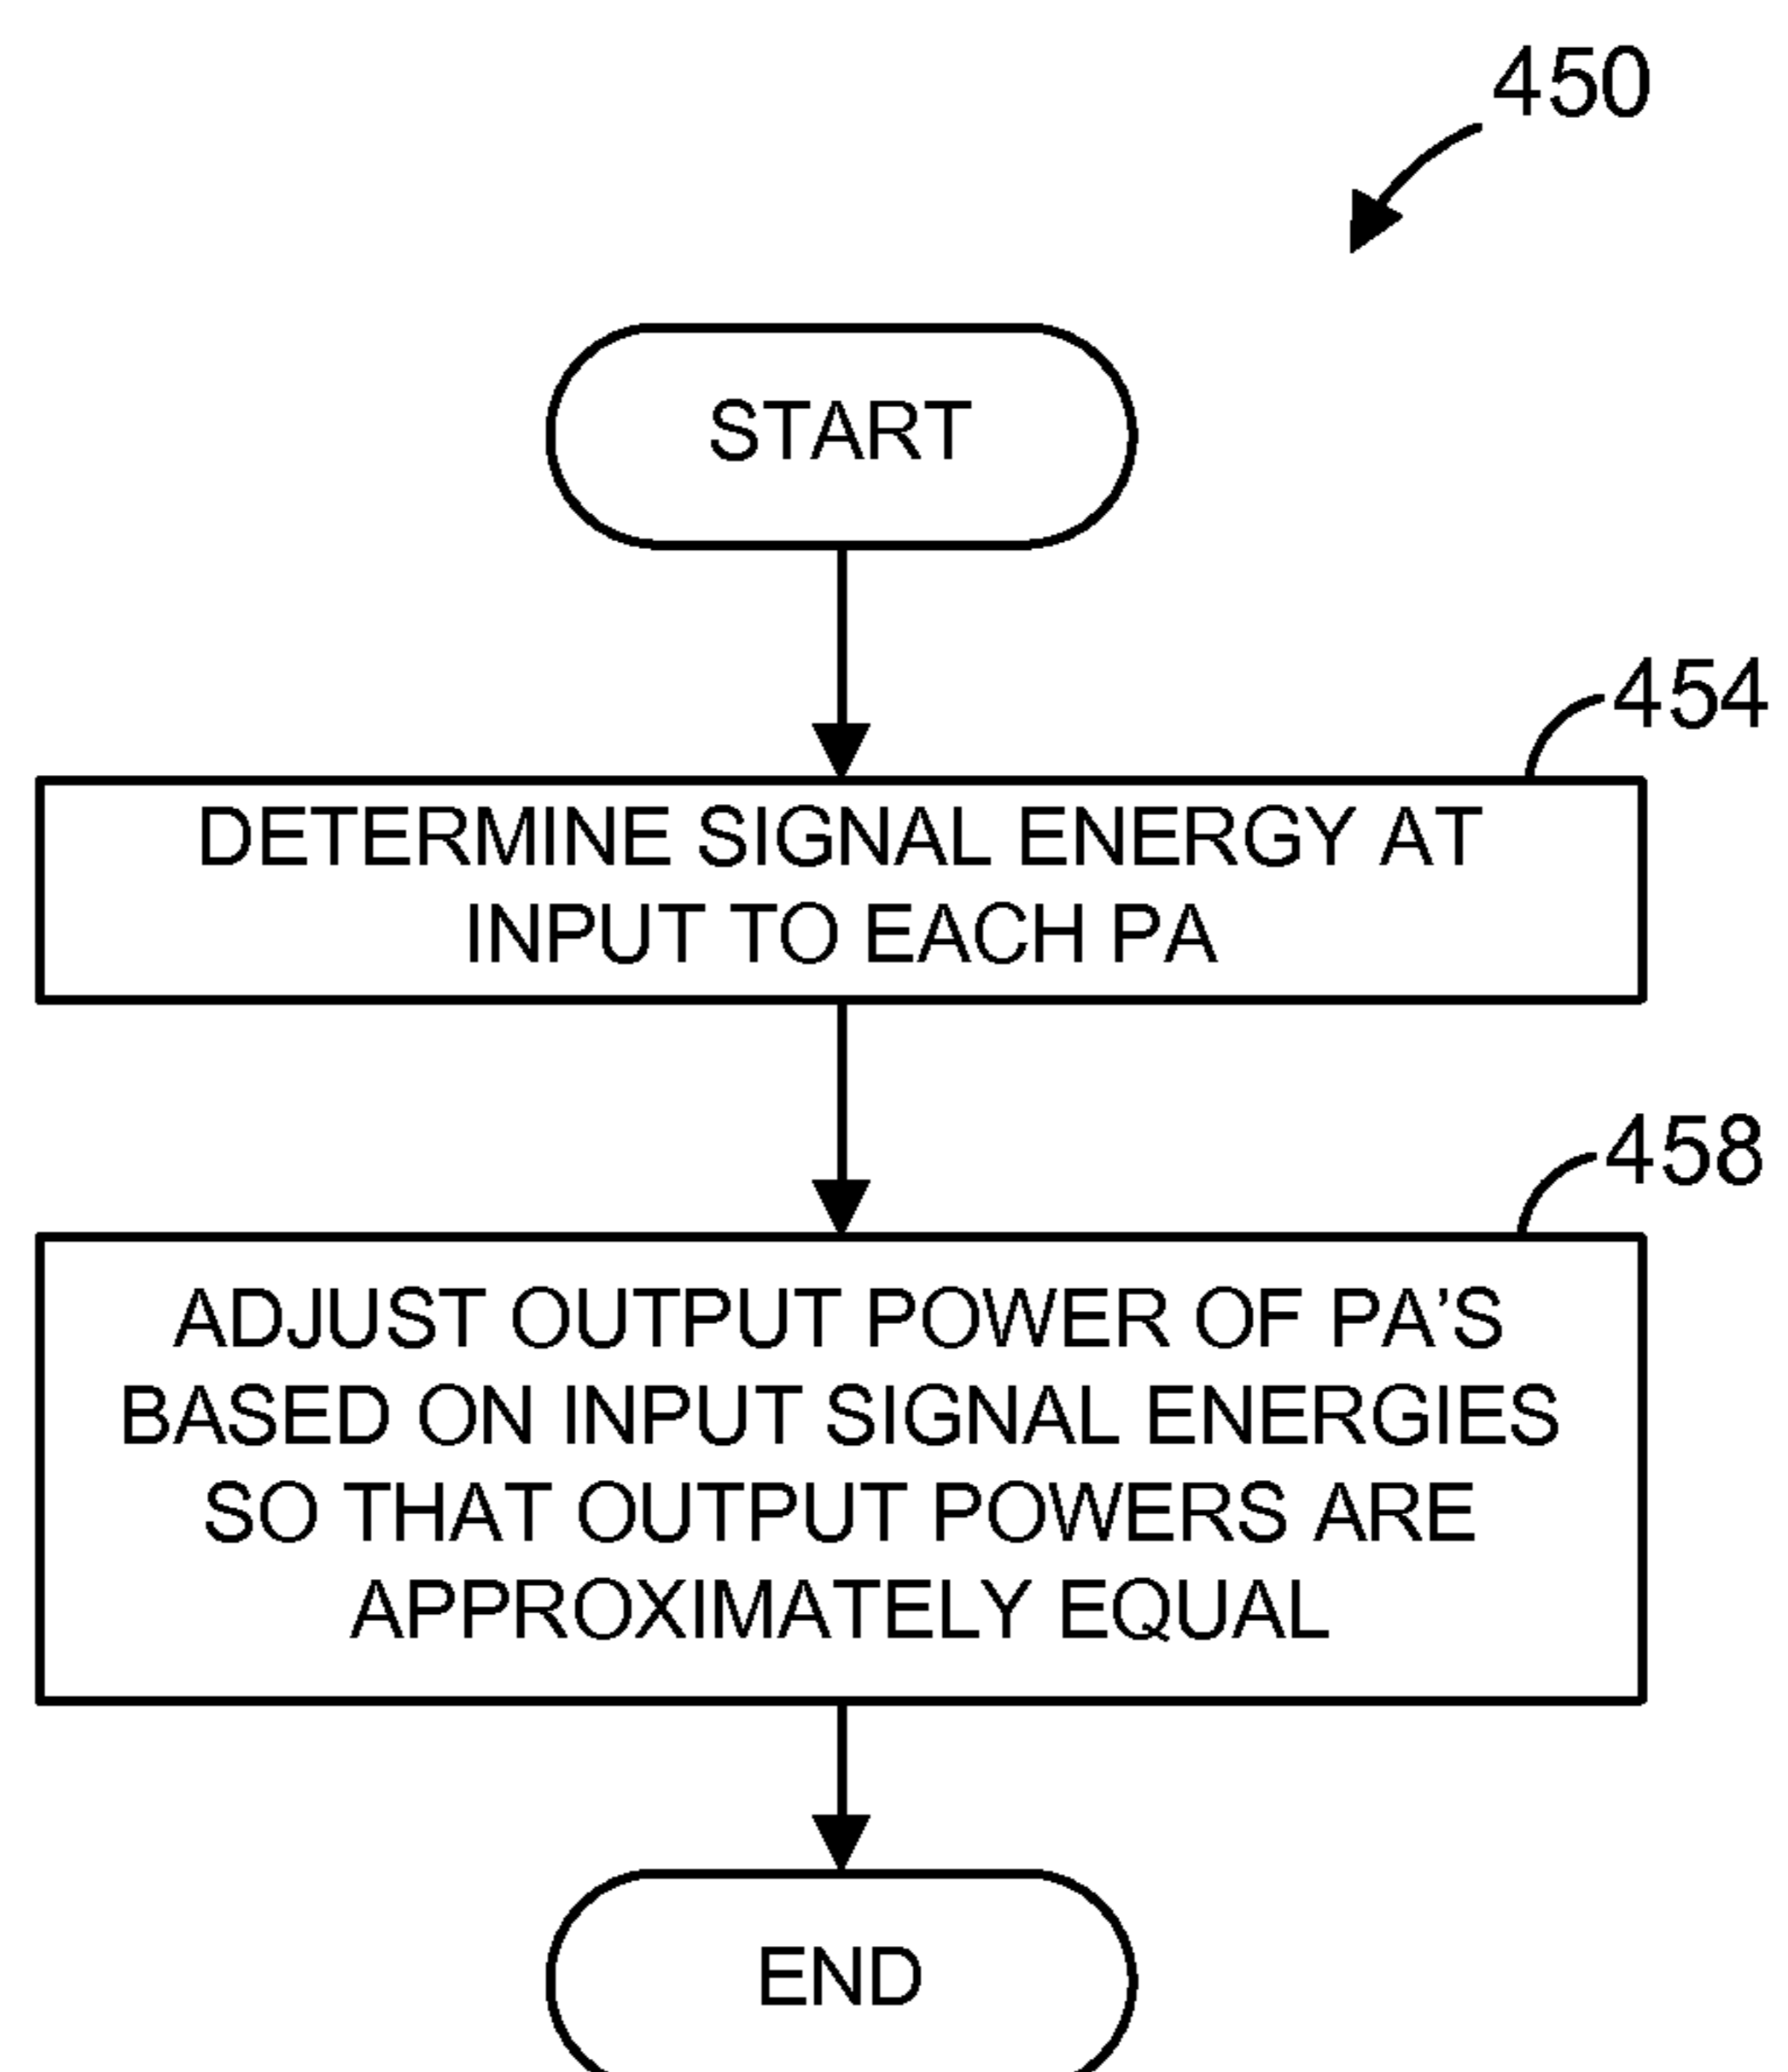 450
START
454
DETERMINE SIGNAL ENERGY AT
INPUT TO EACH PA
458
ADJUST OUTPUT POWER OF PA’S
BASED ON INPUT SIGNAL ENERGIES
SO THAT OUTPUT POWERS ARE
APPROXIMATELY EQUAL
END